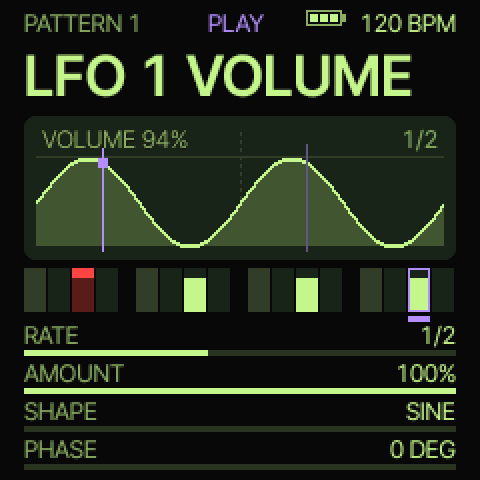 PATTERN 1 PLAY 120 BPM
LFO 1 VOLUME
VOLUME 94% 1/2
RATE 1/2
AMOUNT 100%
SHAPE SINE
PHASE 0 DEG